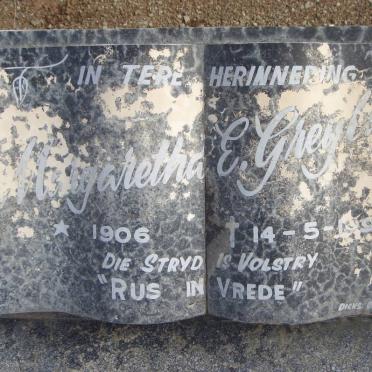 IN TERE HERINNERING
Margaretha E.
1906 14-5-
DIE STRYD IS VOLSTRY
"RUS IN VREDE"